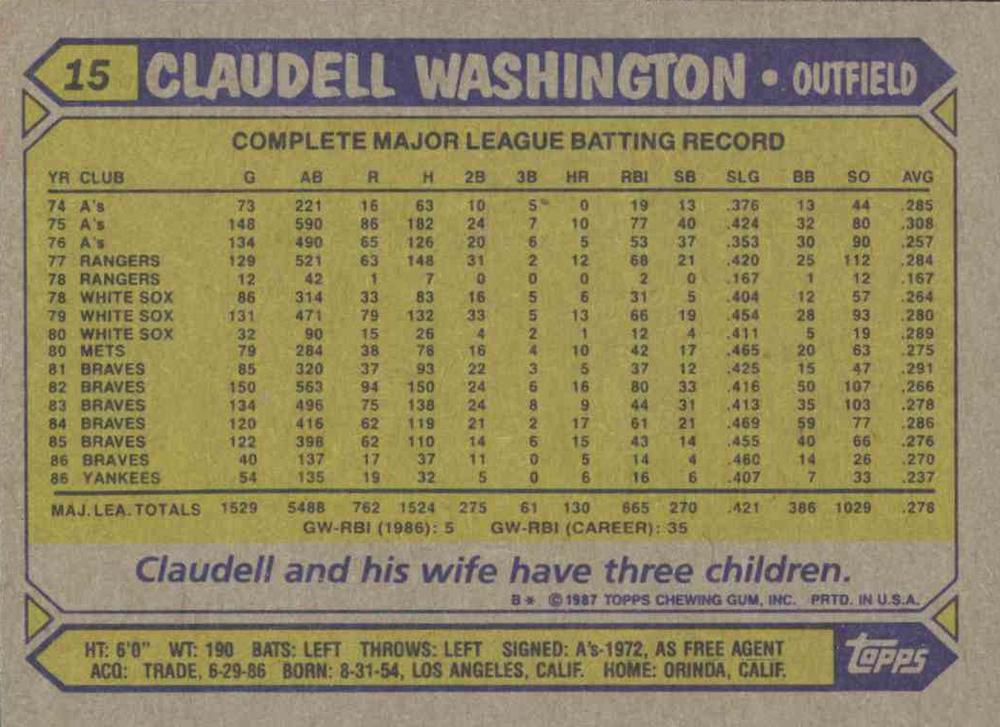 15 CLAUDELL WASHINGTON • OUTFIELD
COMPLETE MAJOR LEAGUE BATTING RECORD
YR CLUB G AB R H 2B 3B HR RBI SB SLG BB SO AVG
74 A's 73 221 16 63 10 5 0 19 13 .376 13 44 .285
75 A's 148 590 86 182 24 7 10 77 40 .424 32 80 .308
76 A's 134 490 65 126 20 6 5 53 37 .353 30 90 .257
77 RANGERS 129 521 63 148 31 2 12 68 21 .420 25 112 .284
78 RANGERS 12 42 1 7 0 0 0 2 0 .167 1 12 .167
78 WHITE SOX 86 314 33 83 16 5 6 31 5 .404 12 57 .264
79 WHITE SOX 131 471 79 132 33 5 13 66 19 .454 28 93 .280
80 WHITE SOX 32 90 15 26 4 2 1 12 4 .411 5 19 .289
80 METS 79 284 38 78 16 4 10 42 17 .465 20 63 .275
81 BRAVES 85 320 37 93 22 3 5 37 12 .425 15 47 .291
82 BRAVES 150 563 94 150 24 6 16 80 33 .416 50 107 .266
83 BRAVES 134 496 75 138 24 8 9 44 31 .413 35 103 .278
84 BRAVES 120 416 62 119 21 2 17 61 21 .469 59 77 .286
85 BRAVES 122 398 62 110 14 6 15 43 14 .455 40 66 .276
86 BRAVES 40 137 17 37 11 0 5 14 4 .460 14 26 .270
86 YANKEES 54 135 19 32 5 0 6 16 6 .407 7 33 .237
MAJ. LEA. TOTALS 1529 5488 762 1524 275 61 130 665 270 .421 386 1029 .278
GW-RBI (1986): 5 GW-RBI (CAREER): 35
Claudell and his wife have three children.
B* © 1987 TOPPS CHEWING GUM, INC. PRTD. IN U.S.A.
HT: 6'0" WT: 190 BATS: LEFT THROWS: LEFT SIGNED: A's-1972, AS FREE AGENT
ACQ: TRADE, 6-29-86 BORN: 8-31-54, LOS ANGELES, CALIF. HOME: ORINDA, CALIF.
Topps